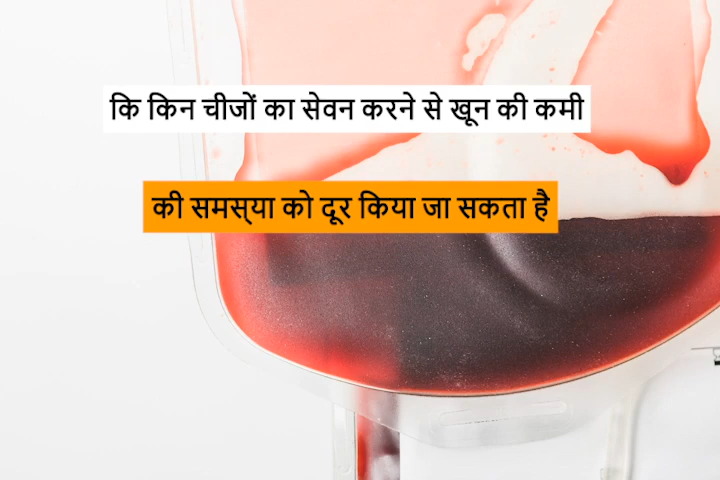 कि किन चीजों का सेवन करने से खून की कमी
की समस्या को दूर किया जा सकता है